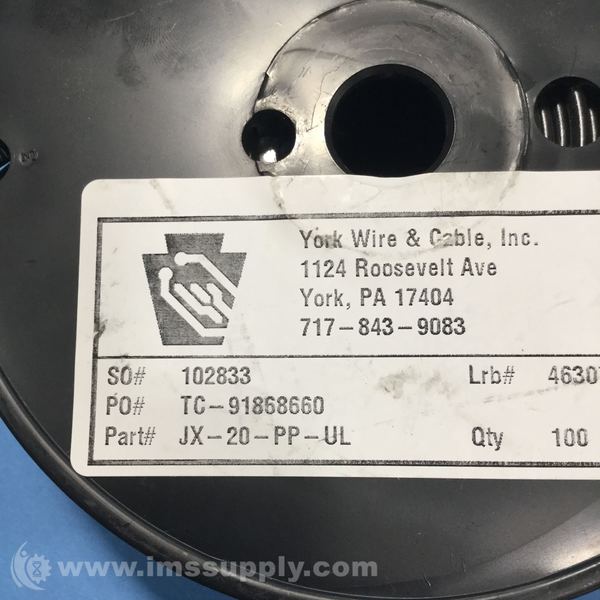 York Wire & Cable, Inc.
1124 Roosevelt Ave
York, PA 17404
717-843-9083
SO# 102833 Lrb# 46307
PO# TC-91868660
Part# JX-20-PP-UL Qty 100
www.imssupply.com